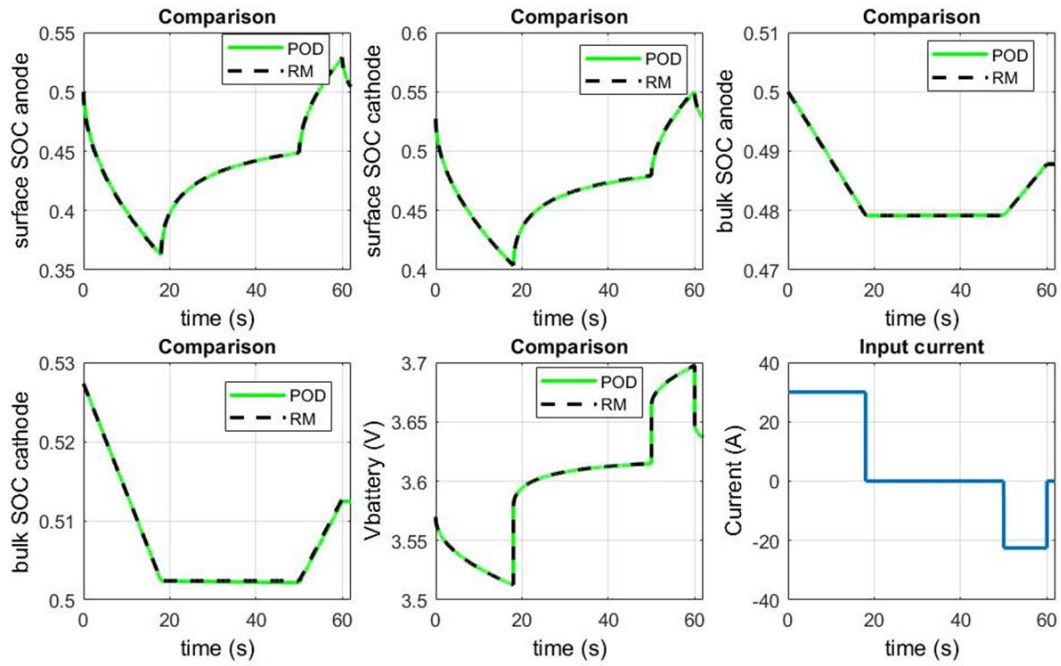 Comparison
0.55
0.5
0.45
0.4
0.35
surface SOC anode
POD
RM
0 20 40 60
time (s)
Comparison
0.6
0.55
0.5
0.45
0.4
surface SOC cathode
POD
RM
0 20 40 60
time (s)
Comparison
0.51
0.5
0.49
0.48
0.47
bulk SOC anode
POD
RM
0 20 40 60
time (s)
Comparison
0.53
0.52
0.51
0.5
bulk SOC cathode
POD
RM
0 20 40 60
time (s)
Comparison
3.7
3.65
3.6
3.55
3.5
Vbattery (V)
POD
RM
0 20 40 60
time (s)
Input current
40
20
0
-20
-40
Current (A)
0 20 40 60
time (s)